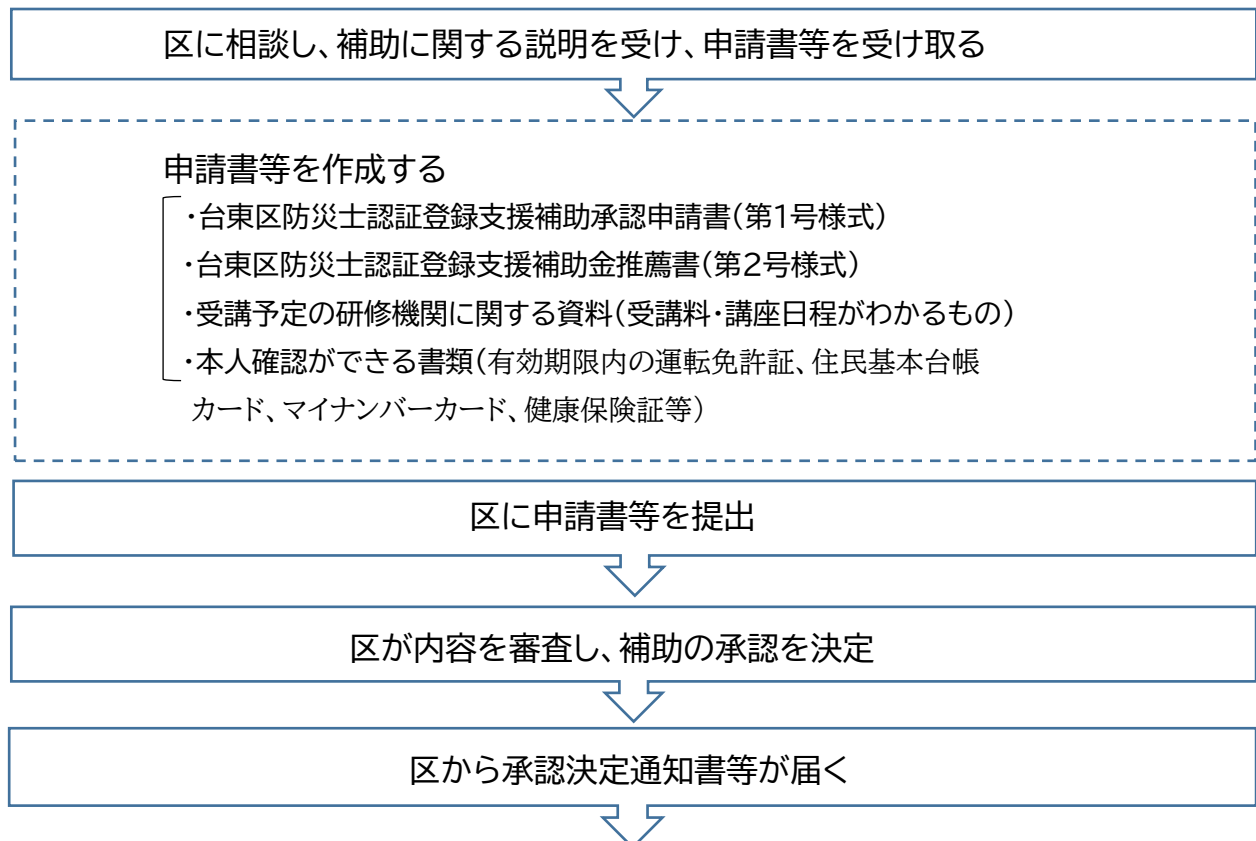 区に相談し、補助に関する説明を受け、申請書等を受け取る
申請書等を作成する
・台東区防災士認証登録支援補助承認申請書(第1号様式)
・台東区防災士認証登録支援補助金推薦書(第2号様式)
・受講予定の研修機関に関する資料(受講料・講座日程がわかるもの)
・本人確認ができる書類(有効期限内の運転免許証、住民基本台帳
カード、マイナンバーカード、健康保険証等)
区に申請書等を提出
区が内容を審査し、補助の承認を決定
区から承認決定通知書等が届く